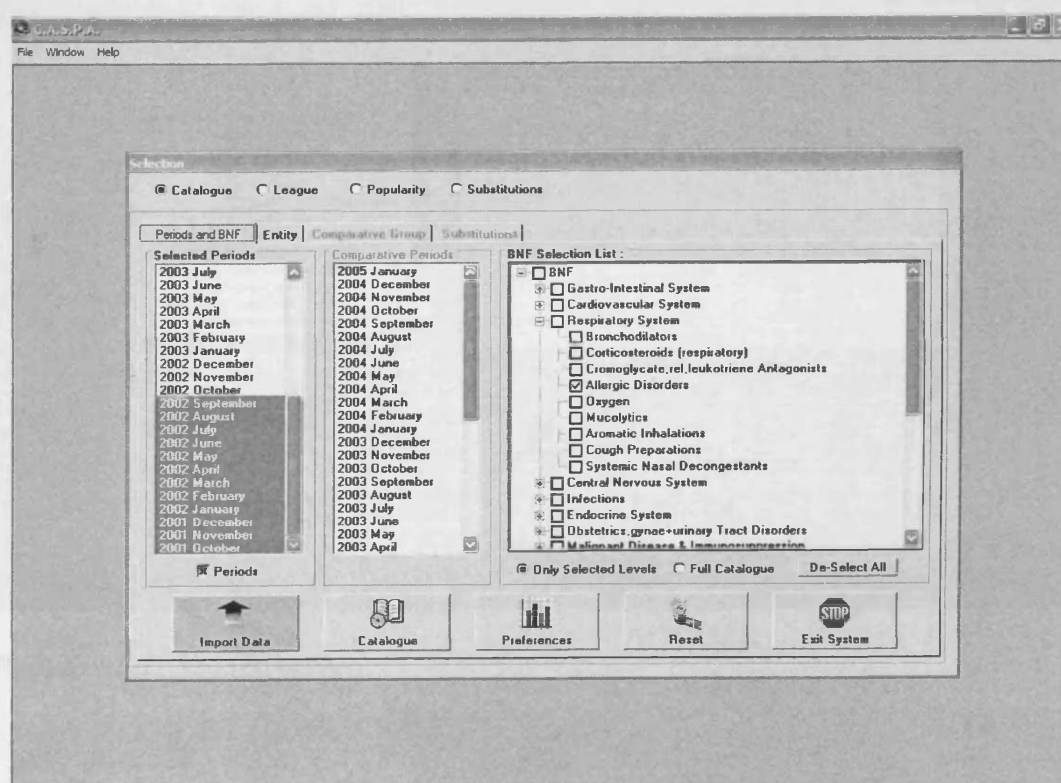 C.A.S.P.A.
File Window Help
Selection
Catalogue League Popularity Substitutions
Periods and BNF Entity Comparative Group Substitutions
Selected Periods
2003 July
2003 June
2003 May
2003 April
2003 March
2003 February
2003 January
2002 December
2002 November
2002 October
2002 September
2002 August
2002 July
2002 June
2002 May
2002 April
2002 March
2002 February
2002 January
2001 December
2001 November
2001 October
Periods
Comparative Periods
2005 January
2004 December
2004 November
2004 October
2004 September
2004 August
2004 July
2004 June
2004 May
2004 April
2004 March
2004 February
2004 January
2003 December
2003 November
2003 October
2003 September
2003 August
2003 July
2003 June
2003 May
2003 April
BNF Selection List :
BNF
Gastro-Intestinal System
Cardiovascular System
Respiratory System
Bronchodilators
Corticosteroids (respiratory)
Cromoglycate,rel,leukotriene Antagonists
Allergic Disorders
Oxygen
Mucolytics
Aromatic Inhalations
Cough Preparations
Systemic Nasal Decongestants
Central Nervous System
Infections
Endocrine System
Obstetrics,gynae+urinary Tract Disorders
Malignant Disease & Immunosuppression
Only Selected Levels Full Catalogue De-Select All
Import Data Catalogue Preferences Reset STOP Exit System